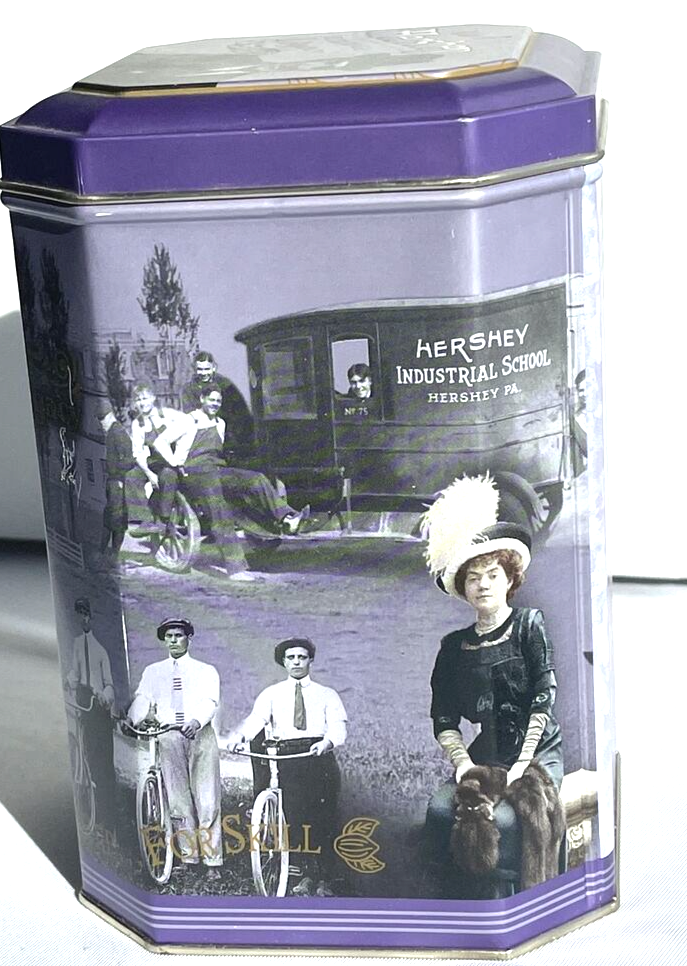 HERSHEY
INDUSTRIAL SCHOOL
HERSHEY PA.
Nº 75
FOR SKILL